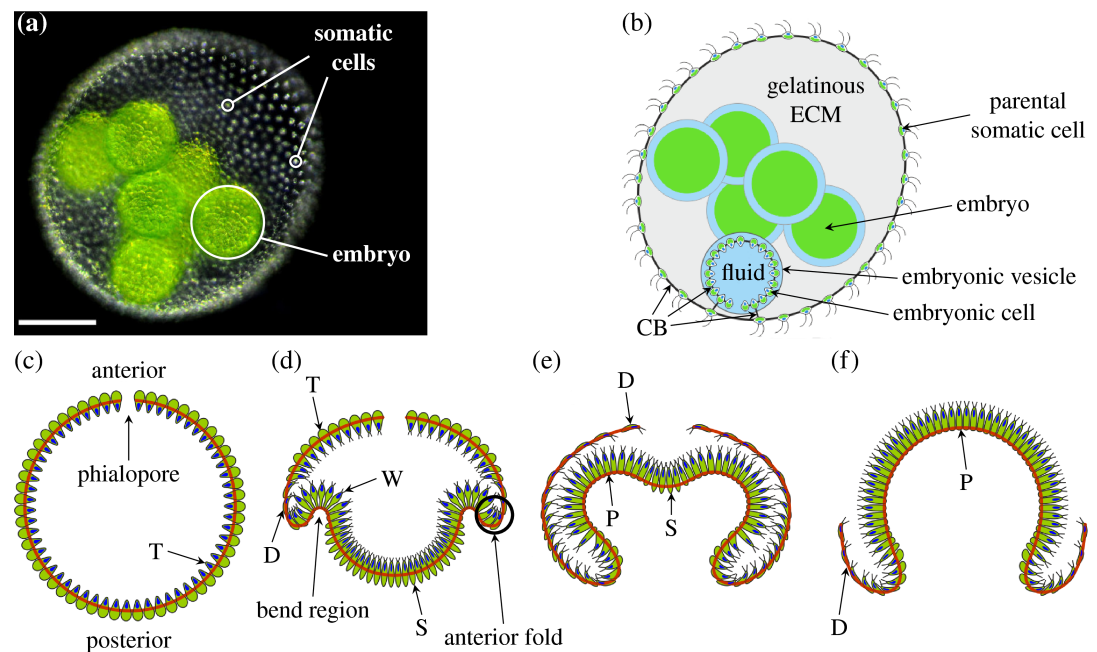 (a)
somatic
cells
embryo
(b)
gelatinous
ECM
parental
somatic cell
embryo
fluid
embryonic vesicle
embryonic cell
CB
(c)
anterior
phialopore
T
posterior
(d)
T
W
D
bend region
S
anterior fold
(e)
D
P
S
(f)
P
D